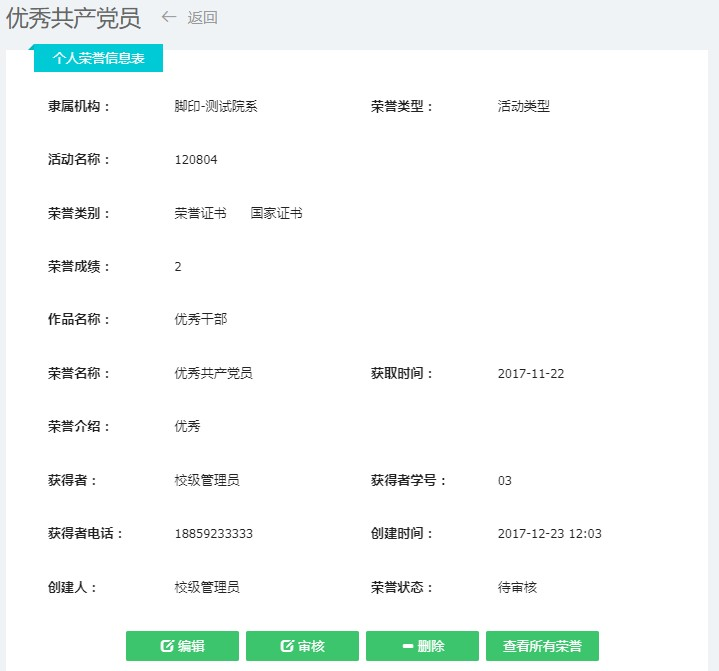 优秀共产党员 返回
个人荣誉信息表
隶属机构： 脚印-测试院系 荣誉类型： 活动类型
活动名称： 120804
荣誉类别： 荣誉证书 国家证书
荣誉成绩： 2
作品名称： 优秀干部
荣誉名称： 优秀共产党员 获取时间： 2017-11-22
荣誉介绍： 优秀
获得者： 校级管理员 获得者学号： 03
获得者电话： 18859233333 创建时间： 2017-12-23 12:03
创建人： 校级管理员 荣誉状态： 待审核
编辑 审核 删除 查看所有荣誉